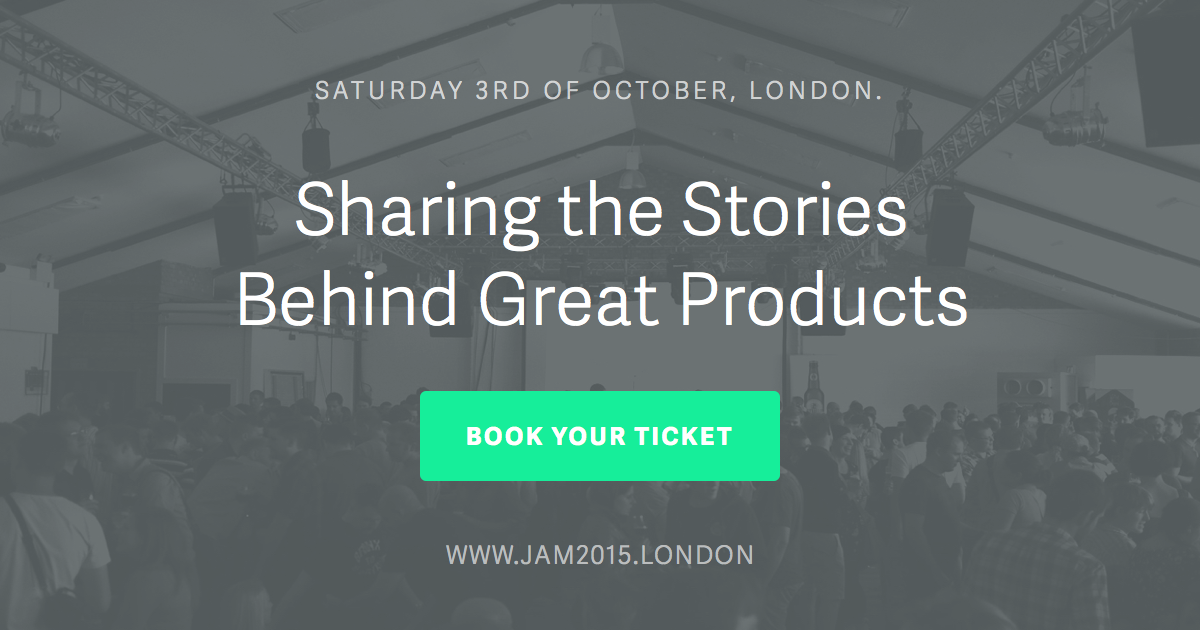 SATURDAY 3RD OF OCTOBER, LONDON.
Sharing the Stories
Behind Great Products
BOOK YOUR TICKET
WWW.JAM2015.LONDON